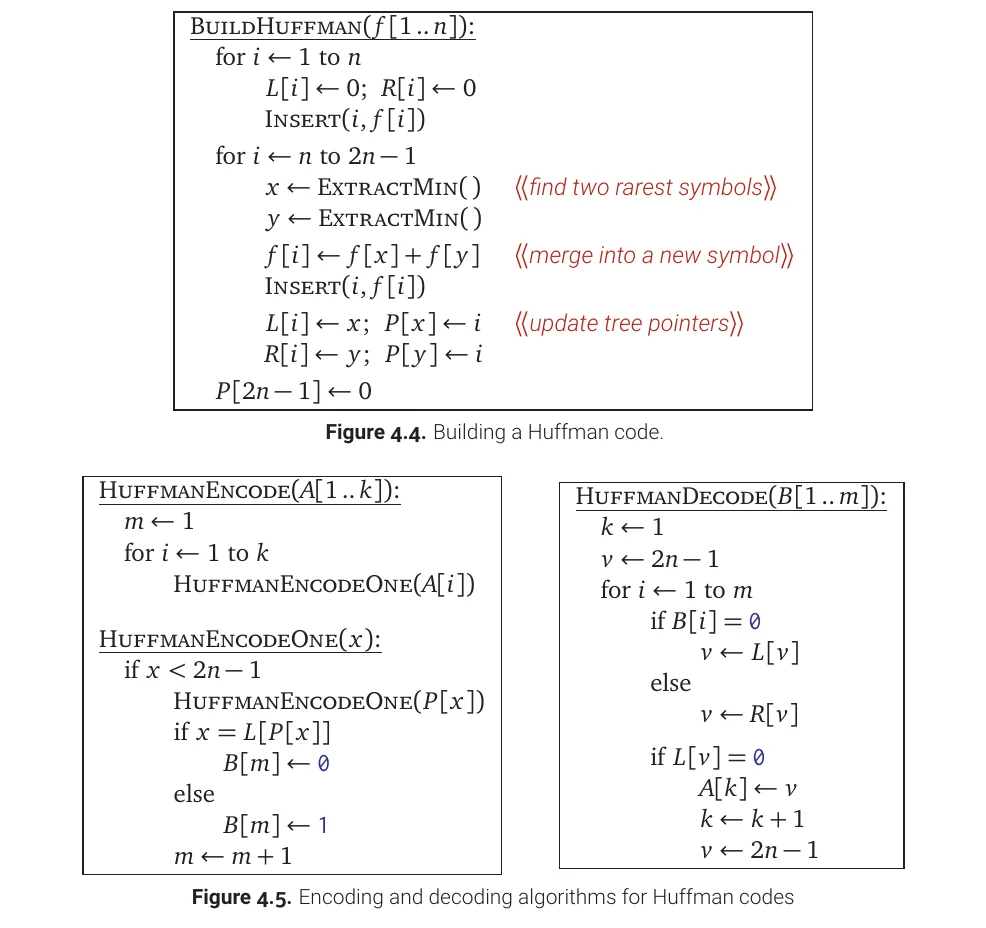 BUILDHUFFMAN(f[1..n]):
for i ← 1 to n
L[i] ← 0; R[i] ← 0
INSERT(i, f[i])
for i ← n to 2n − 1
x ← EXTRACTMIN( ) ⟨⟨find two rarest symbols⟩⟩
y ← EXTRACTMIN( )
f[i] ← f[x] + f[y] ⟨⟨merge into a new symbol⟩⟩
INSERT(i, f[i])
L[i] ← x; P[x] ← i ⟨⟨update tree pointers⟩⟩
R[i] ← y; P[y] ← i
P[2n − 1] ← 0
Figure 4.4. Building a Huffman code.
HUFFMANENCODE(A[1..k]):
m ← 1
for i ← 1 to k
HUFFMANENCODEONE(A[i])
HUFFMANENCODEONE(x):
if x < 2n − 1
HUFFMANENCODEONE(P[x])
if x = L[P[x]]
B[m] ← 0
else
B[m] ← 1
m ← m + 1
HUFFMANDECODE(B[1..m]):
k ← 1
v ← 2n − 1
for i ← 1 to m
if B[i] = 0
v ← L[v]
else
v ← R[v]
if L[v] = 0
A[k] ← v
k ← k + 1
v ← 2n − 1
Figure 4.5. Encoding and decoding algorithms for Huffman codes